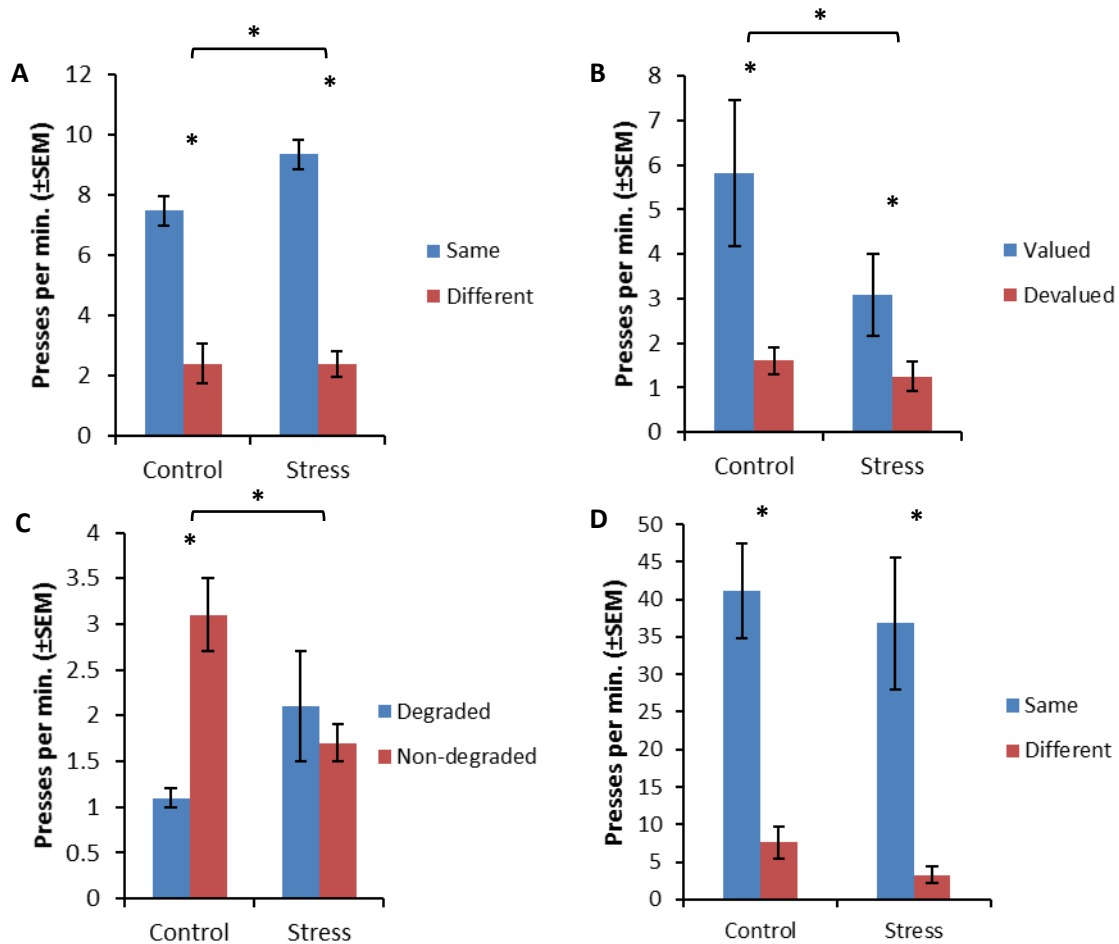 *
A
Presses per min. (±SEM)
12
10
8
6
4
2
0
*
*
Control
Stress
Same
Different
*
B
Presses per min. (±SEM)
8
7
6
5
4
3
2
1
0
*
*
Control
Stress
Valued
Devalued
*
C
Presses per min. (±SEM)
4
3.5
3
2.5
2
1.5
1
0.5
0
*
Control
Stress
Degraded
Non-degraded
D
Presses per min. (±SEM)
50
45
40
35
30
25
20
15
10
5
0
*
*
Control
Stress
Same
Different